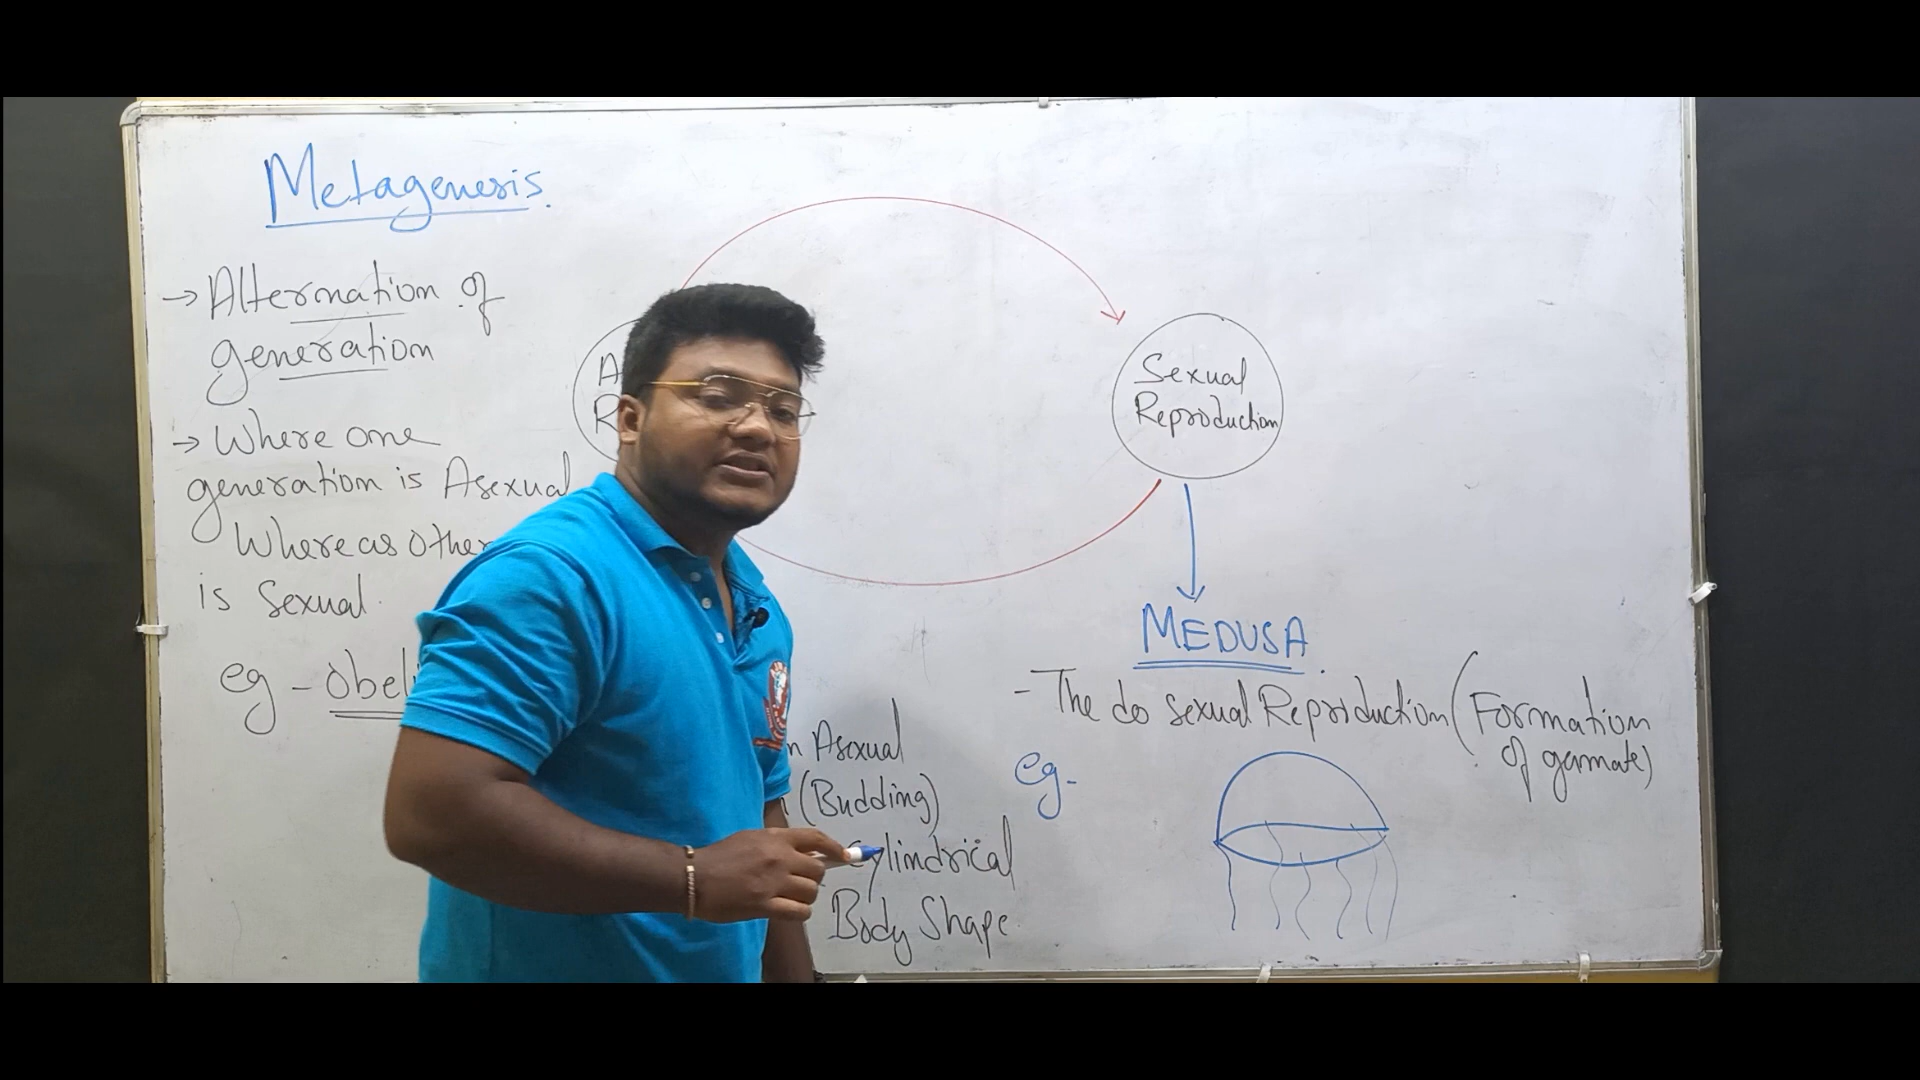 Metagenesis.
→ Alternation of
generation
→ Where one
generation is Asexual
Whereas other
is Sexual.
eg - Obeli
A
R
Sexual
Reproduction
n Asexual
(Budding)
Cylindrical
Body Shape
MEDUSA
- The do sexual Reproduction (Formation
of gamate)
eg-